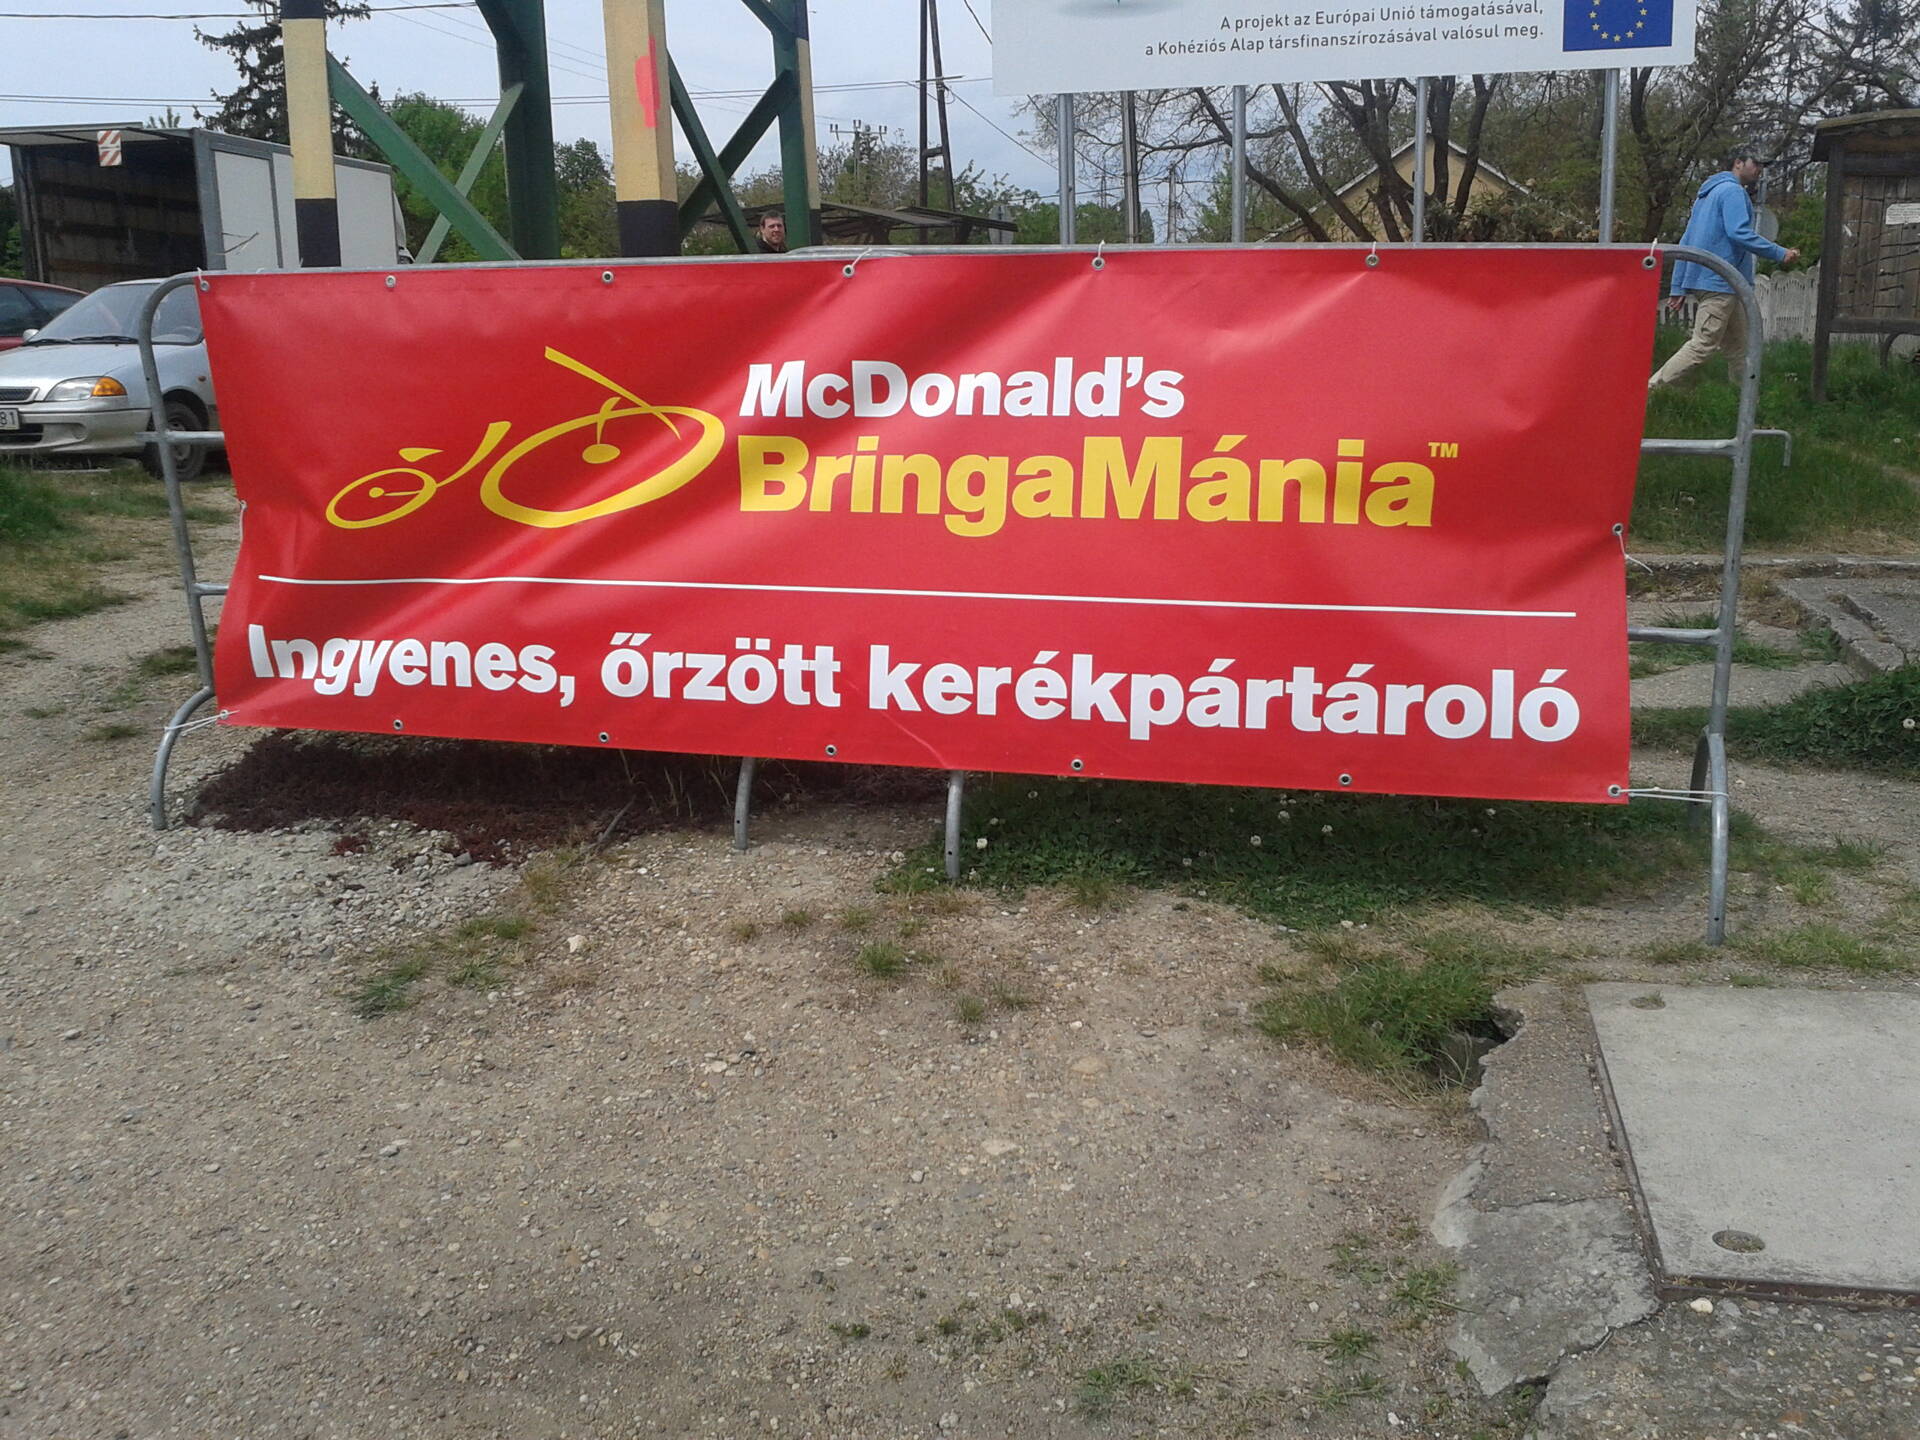 A projekt az Európai Unió támogatásával,
a Kohéziós Alap társfinanszírozásával valósul meg.
McDonald's
BringaMánia™
Ingyenes, őrzött kerékpártároló